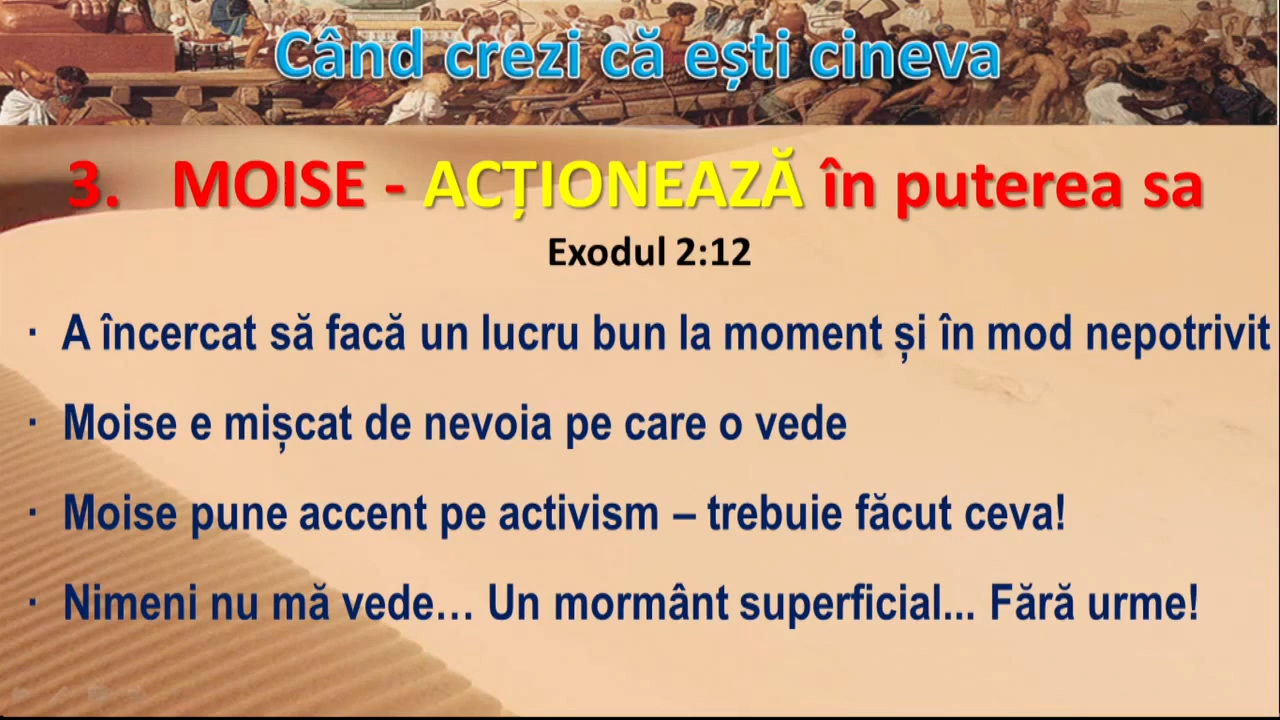 Când crezi că ești cineva
3. MOISE - ACȚIONEAZĂ în puterea sa
Exodul 2:12
· A încercat să facă un lucru bun la moment și în mod nepotrivit
· Moise e mișcat de nevoia pe care o vede
· Moise pune accent pe activism – trebuie făcut ceva!
· Nimeni nu mă vede… Un mormânt superficial... Fără urme!